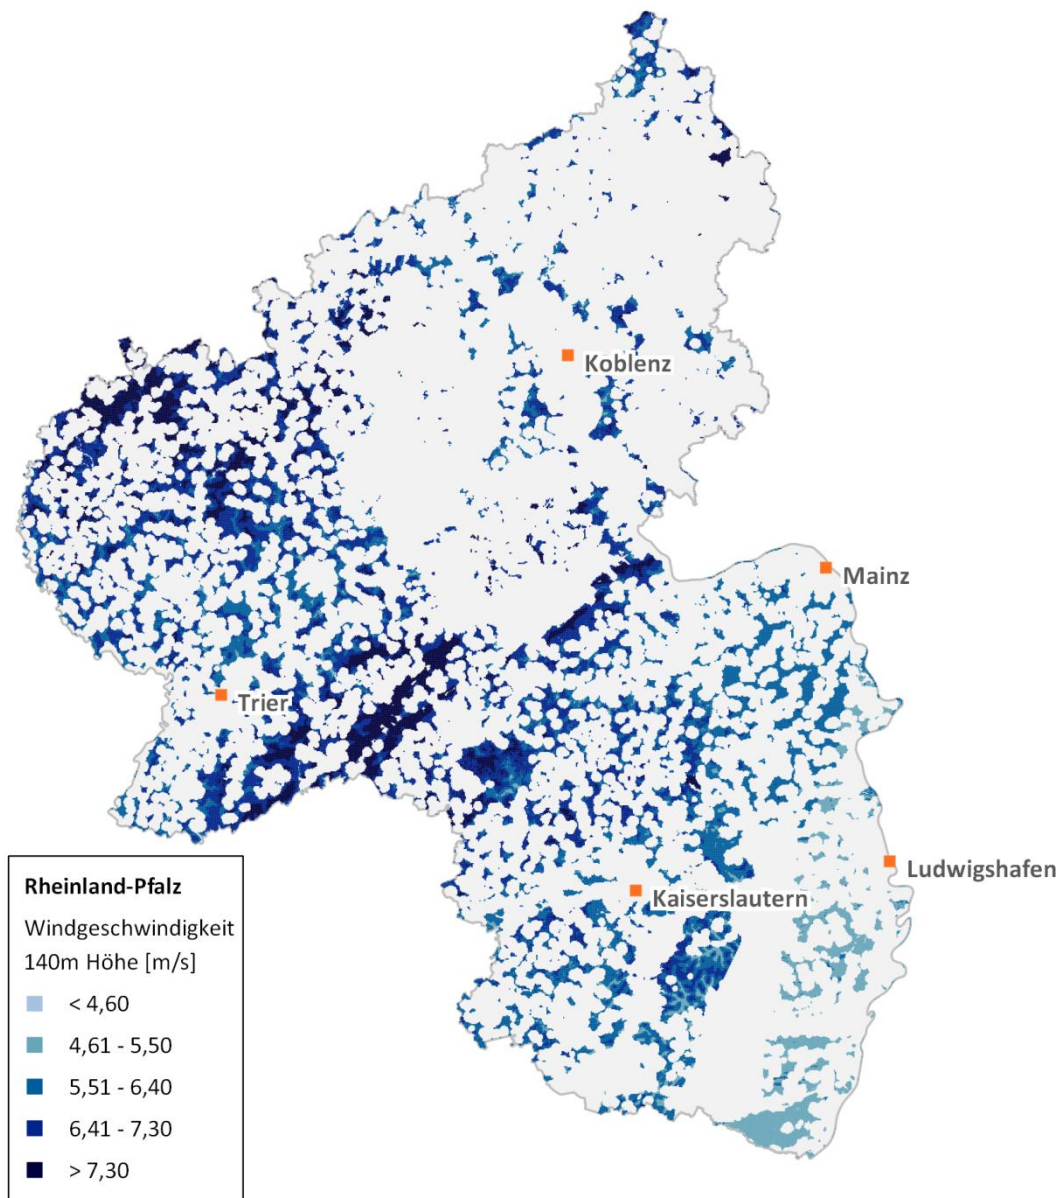 Koblenz
Mainz
Trier
Ludwigshafen
Kaiserslautern
Rheinland-Pfalz
Windgeschwindigkeit
140m Höhe [m/s]
< 4,60
4,61 - 5,50
5,51 - 6,40
6,41 - 7,30
> 7,30